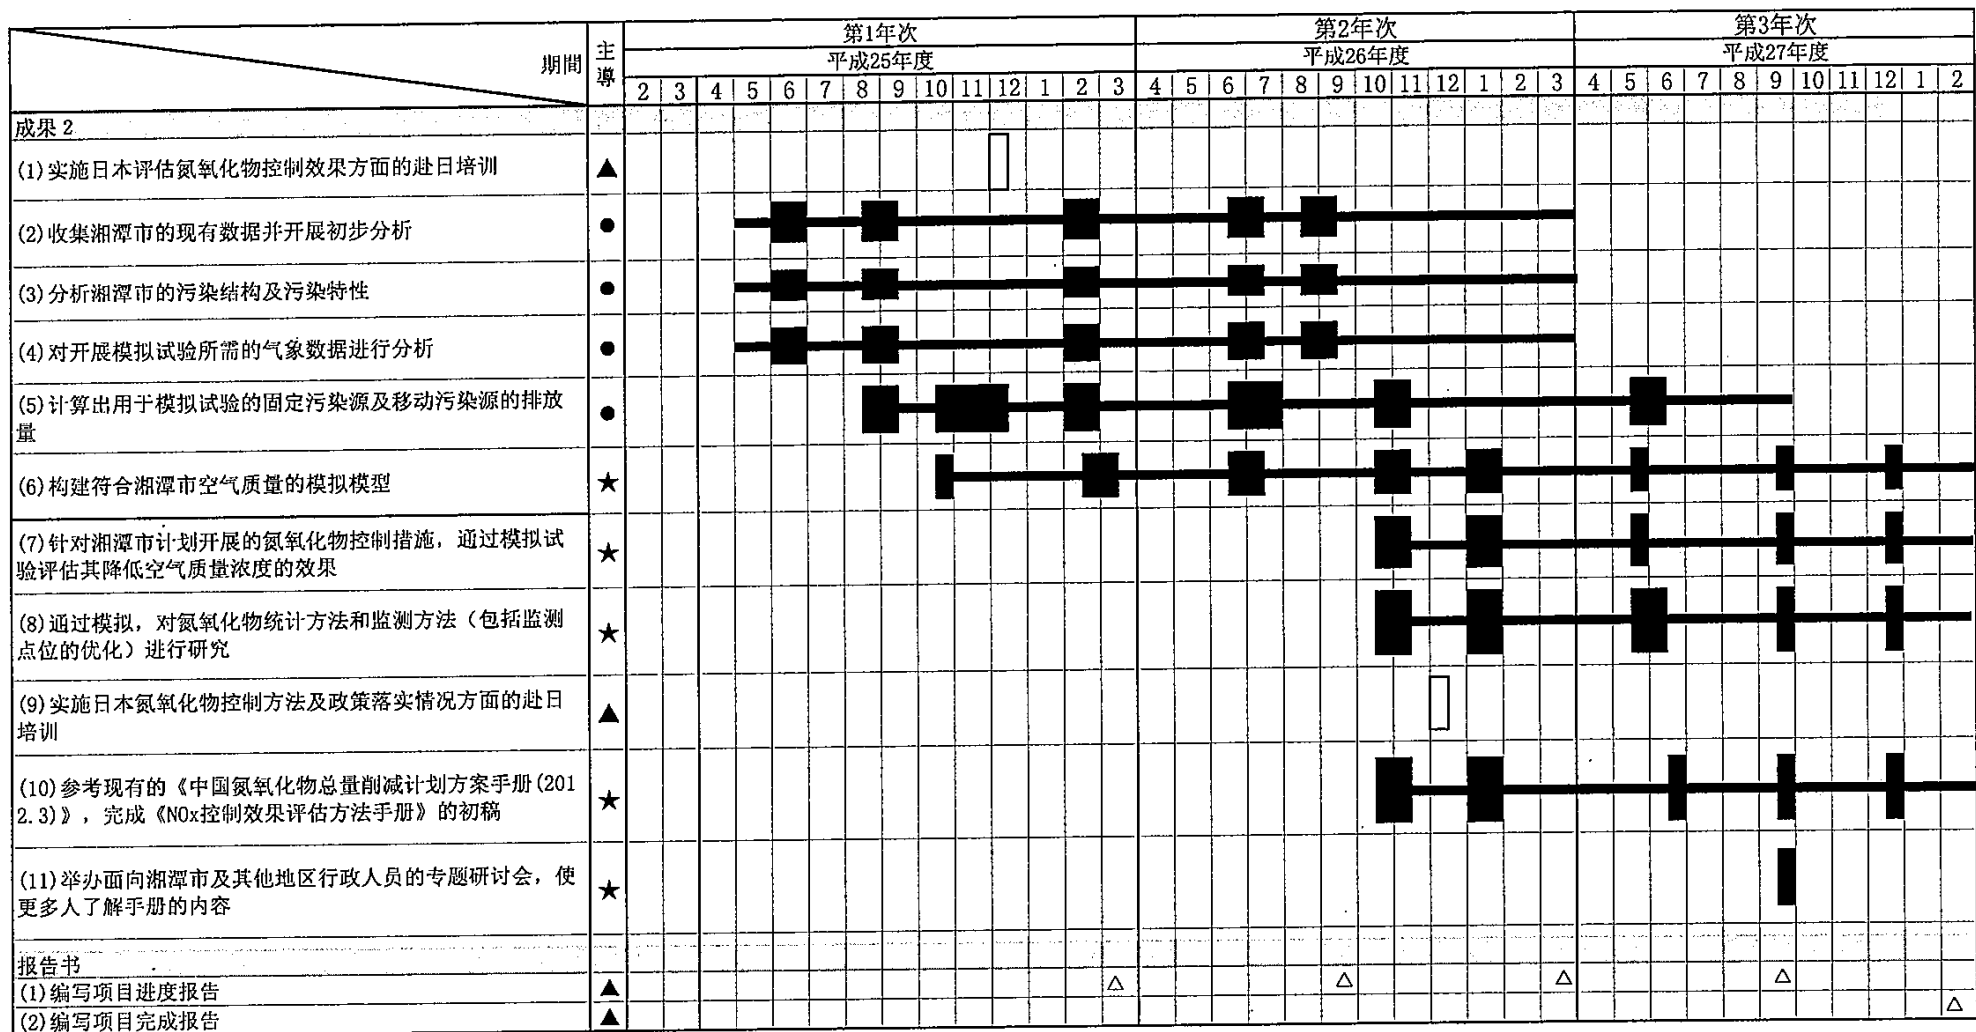 第1年次 第2年次 第3年次
期間 主導 平成25年度 平成26年度 平成27年度
2 3 4 5 6 7 8 9 10 11 12 1 2 3 4 5 6 7 8 9 10 11 12 1 2 3 4 5 6 7 8 9 10 11 12 1 2
成果2
(1)实施日本评估氮氧化物控制效果方面的赴日培训 ▲
(2)收集湘潭市的现有数据并开展初步分析 ●
(3)分析湘潭市的污染结构及污染特性 ●
(4)对开展模拟试验所需的气象数据进行分析 ●
(5)计算出用于模拟试验的固定污染源及移动污染源的排放
量 ●
(6)构建符合湘潭市空气质量的模拟模型 ★
(7)针对湘潭市计划开展的氮氧化物控制措施，通过模拟试
验评估其降低空气质量浓度的效果 ★
(8)通过模拟，对氮氧化物统计方法和监测方法（包括监测
点位的优化）进行研究 ★
(9)实施日本氮氧化物控制方法及政策落实情况方面的赴日
培训 ▲
(10)参考现有的《中国氮氧化物总量削减计划方案手册(201
2.3)》，完成《NOx控制效果评估方法手册》的初稿 ★
(11)举办面向湘潭市及其他地区行政人员的专题研讨会，使
更多人了解手册的内容 ★
报告书
(1)编写项目进度报告 ▲ △ △ △ △
(2)编写项目完成报告 ▲ △